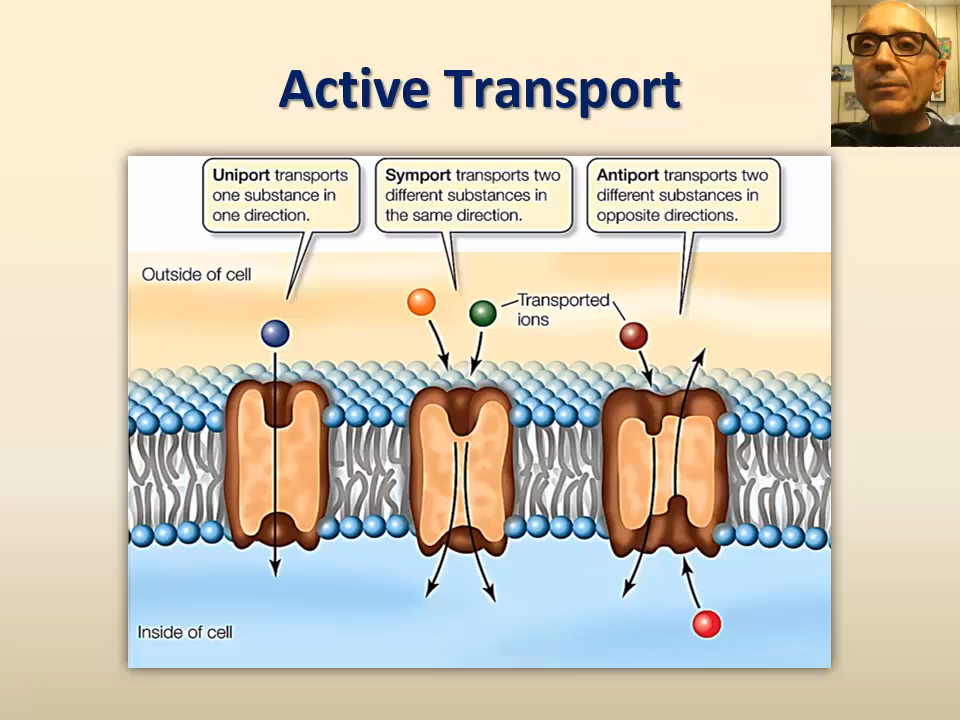 Active Transport
Uniport transports
one substance in
one direction.
Symport transports two
different substances in
the same direction.
Antiport transports two
different substances in
opposite directions.
Outside of cell
Transported
ions
Inside of cell